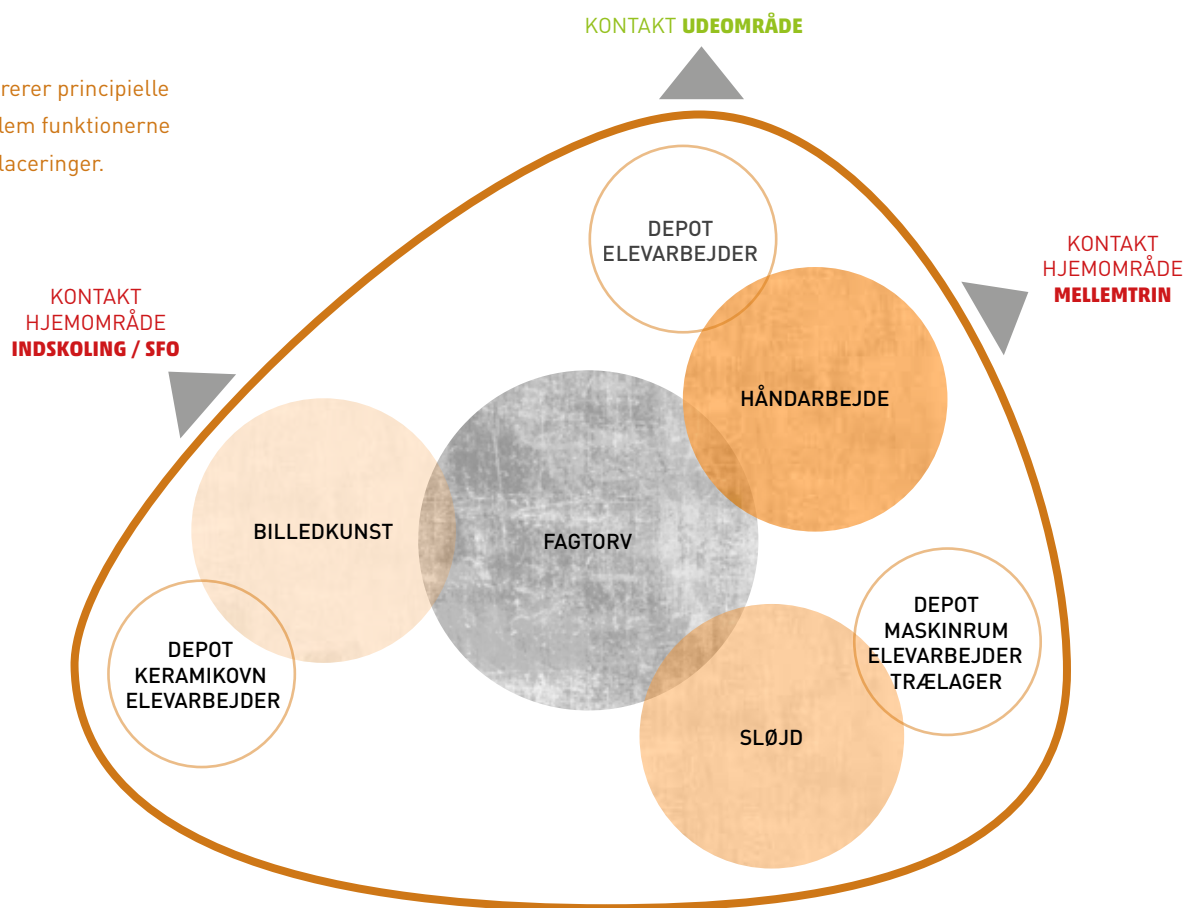 KONTAKT UDEOMRÅDE
rerer principielle
lem funktionerne
laceringer.
DEPOT
ELEVARBEJDER
KONTAKT
HJEMOMRÅDE
MELLEMTRIN
KONTAKT
HJEMOMRÅDE
INDSKOLING / SFO
HÅNDARBEJDE
BILLEDKUNST
FAGTORV
DEPOT
MASKINRUM
ELEVARBEJDER
TRÆLAGER
DEPOT
KERAMIKOVN
ELEVARBEJDER
SLØJD